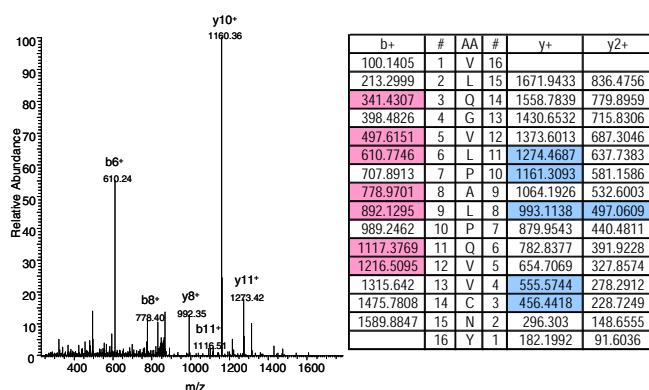 y10+
1160.36
100
90
80
70
60
50
40
30
20
10
0
Relative Abundance
b6+
610.24
b8+
778.40
y8+
992.35
b11+
1116.51
y11+
1273.42
400 600 800 1000 1200 1400 1600
m/z
b+ # AA # y+ y2+
100.1405 1 V 16
213.2999 2 L 15 1671.9433 836.4756
341.4307 3 Q 14 1558.7839 779.8959
398.4826 4 G 13 1430.6532 715.8306
497.6151 5 V 12 1373.6013 687.3046
610.7746 6 L 11 1274.4687 637.7383
707.8913 7 P 10 1161.3093 581.1586
778.9701 8 A 9 1064.1926 532.6003
892.1295 9 L 8 993.1138 497.0609
989.2462 10 P 7 879.9543 440.4811
1117.3769 11 Q 6 782.8377 391.9228
1216.5095 12 V 5 654.7069 327.8574
1315.642 13 V 4 555.5744 278.2912
1475.7808 14 C 3 456.4418 228.7249
1589.8847 15 N 2 296.303 148.6555
16 Y 1 182.1992 91.6036